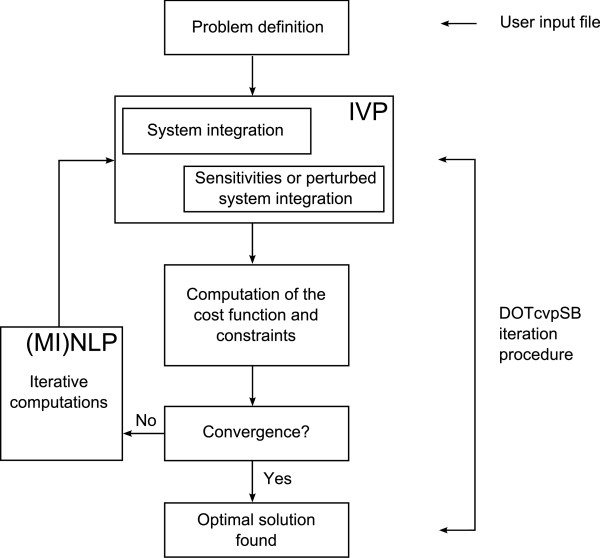 Problem definition
User input file
IVP
System integration
Sensitivities or perturbed
system integration
Computation of the
cost function and
constraints
DOTcvpSB
iteration
procedure
(MI)NLP
Iterative
computations
No
Convergence?
Yes
Optimal solution
found